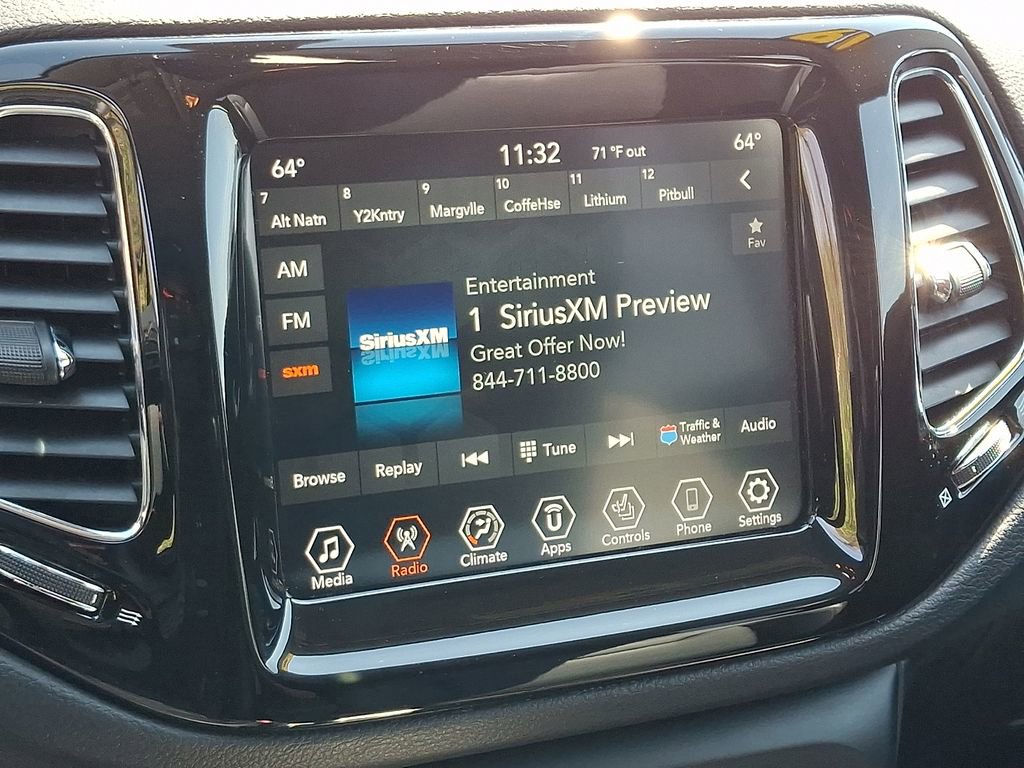 64° 11:32 71 °F out 64°
7 Alt Natn
8 Y2Kntry
9 Margvlle
10 CoffeHse
11 Lithium
12 Pitbull
Fav
AM
FM
sxm
SiriusXM
Entertainment
1 SiriusXM Preview
Great Offer Now!
844-711-8800
Browse
Replay
Tune
Traffic &
Weather
Audio
Media
Radio
Climate
Apps
Controls
Phone
Settings